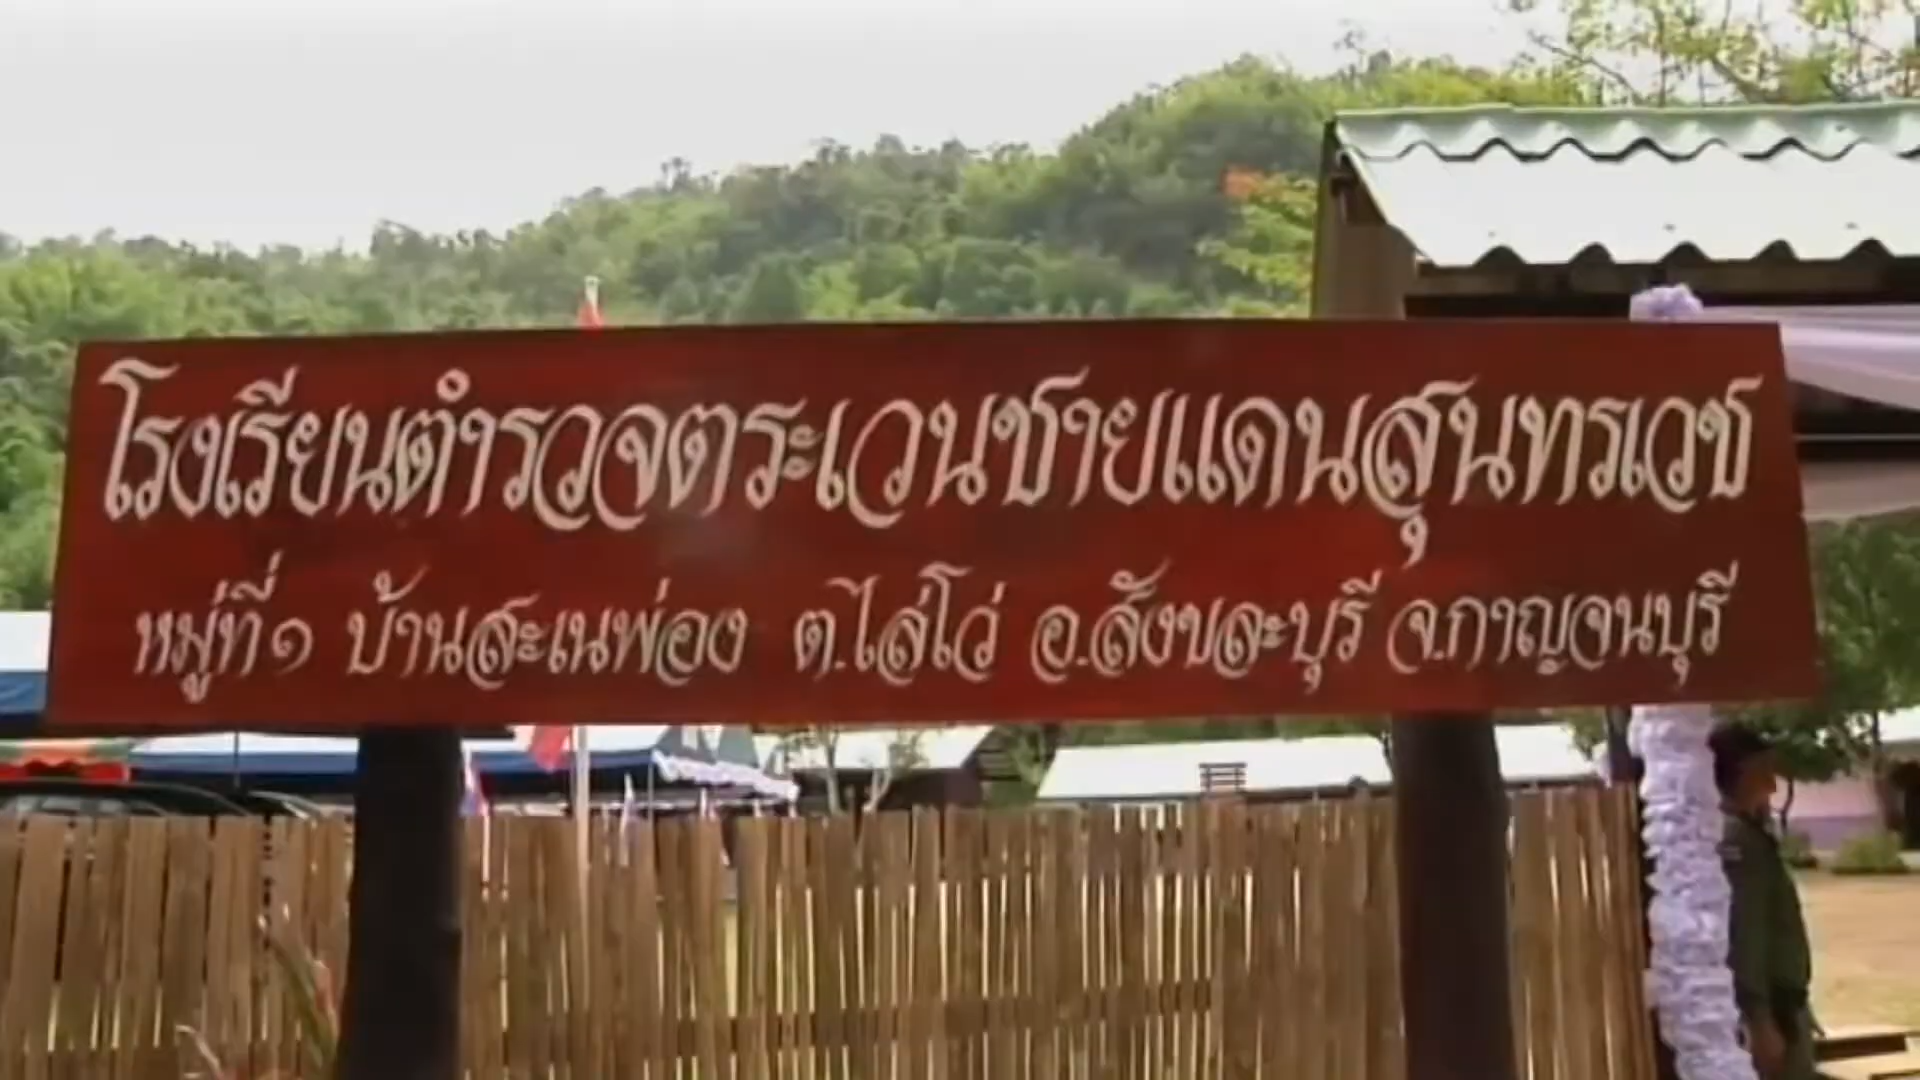 โรงเรียนตำรวจตระเวนชายแดนสุนทรเวช
หมู่ที่ ๑ บ้านสะเนพ่อง ต.ไล่โว่ อ.สังขละบุรี จ.กาญจนบุรี